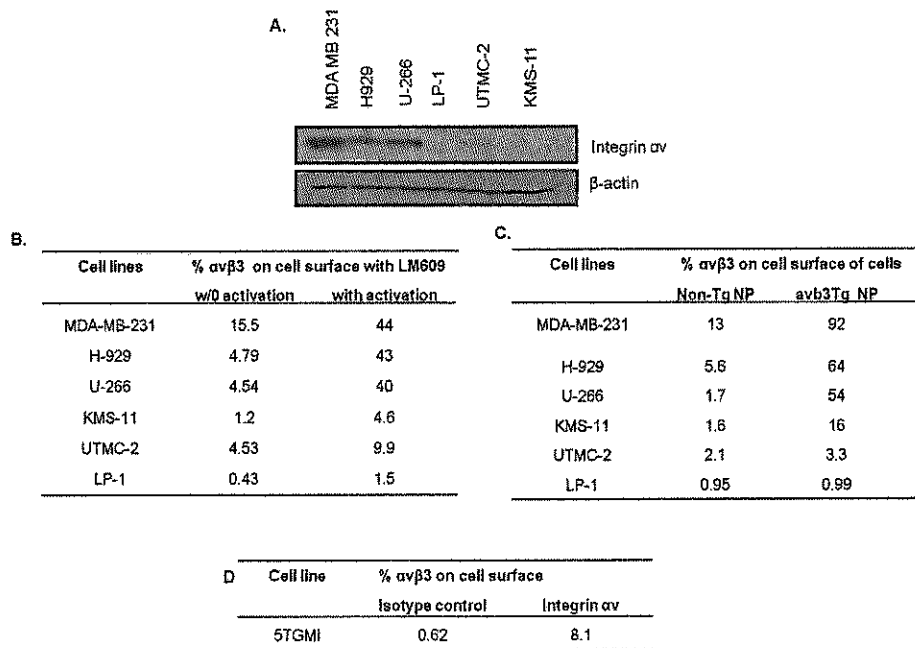 A.
MDA MB 231
H929
U-266
LP-1
UTMC-2
KMS-11
Integrin αv
β-actin
B.
Cell lines % αvβ3 on cell surface with LM609
w/0 activation with activation
MDA-MB-231 15.5 44
H-929 4.79 43
U-266 4.54 40
KMS-11 1.2 4.6
UTMC-2 4.53 9.9
LP-1 0.43 1.5
C.
Cell lines % αvβ3 on cell surface of cells
Non-Tg NP avb3Tg NP
MDA-MB-231 13 92
H-929 5.6 64
U-266 1.7 54
KMS-11 1.6 16
UTMC-2 2.1 3.3
LP-1 0.95 0.99
D Cell line % αvβ3 on cell surface
Isotype control Integrin αv
5TGMI 0.62 8.1